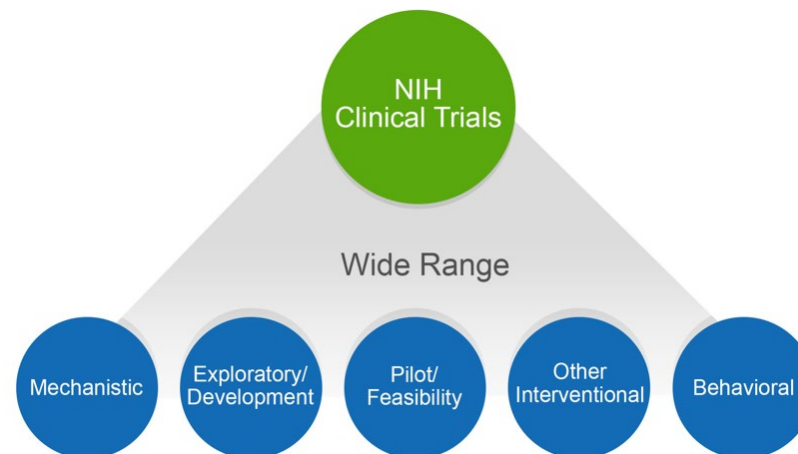 NIH
Clinical Trials
Wide Range
Mechanistic
Exploratory/
Development
Pilot/
Feasibility
Other
Interventional
Behavioral